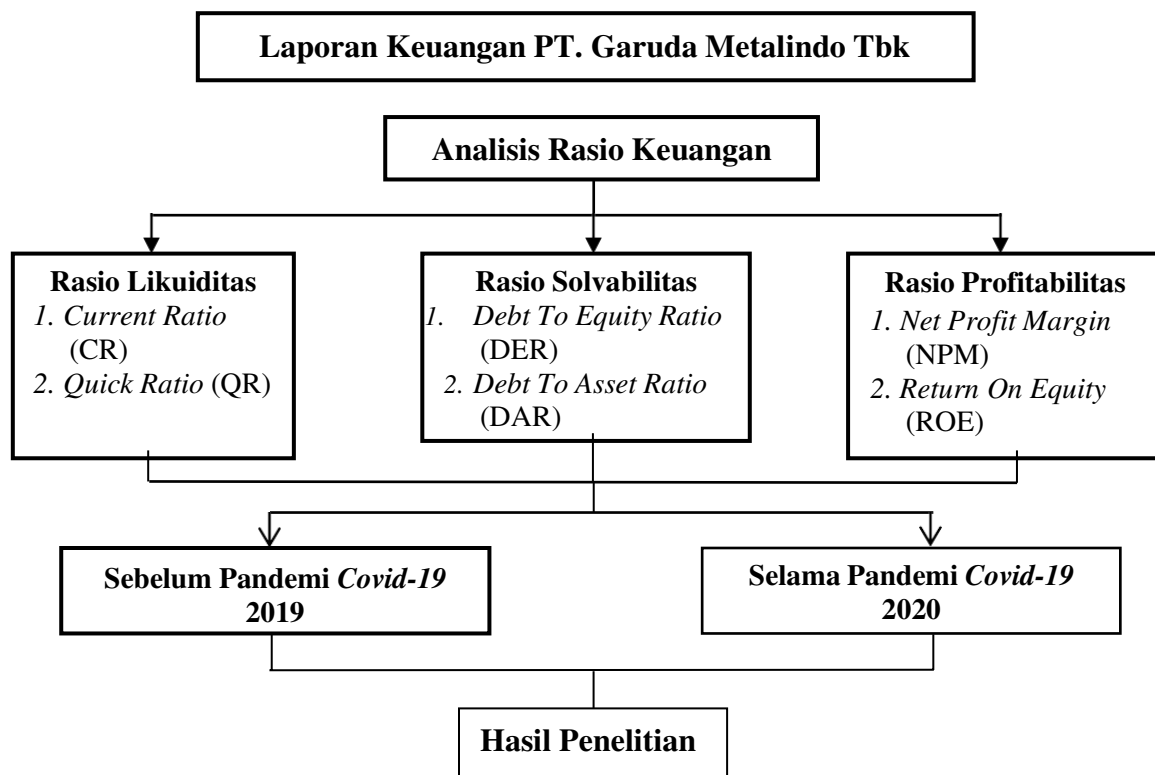 Laporan Keuangan PT. Garuda Metalindo Tbk
Analisis Rasio Keuangan
Rasio Likuiditas
1. Current Ratio
(CR)
2. Quick Ratio (QR)
Rasio Solvabilitas
1. Debt To Equity Ratio
(DER)
2. Debt To Asset Ratio
(DAR)
Rasio Profitabilitas
1. Net Profit Margin
(NPM)
2. Return On Equity
(ROE)
Sebelum Pandemi Covid-19
2019
Selama Pandemi Covid-19
2020
Hasil Penelitian